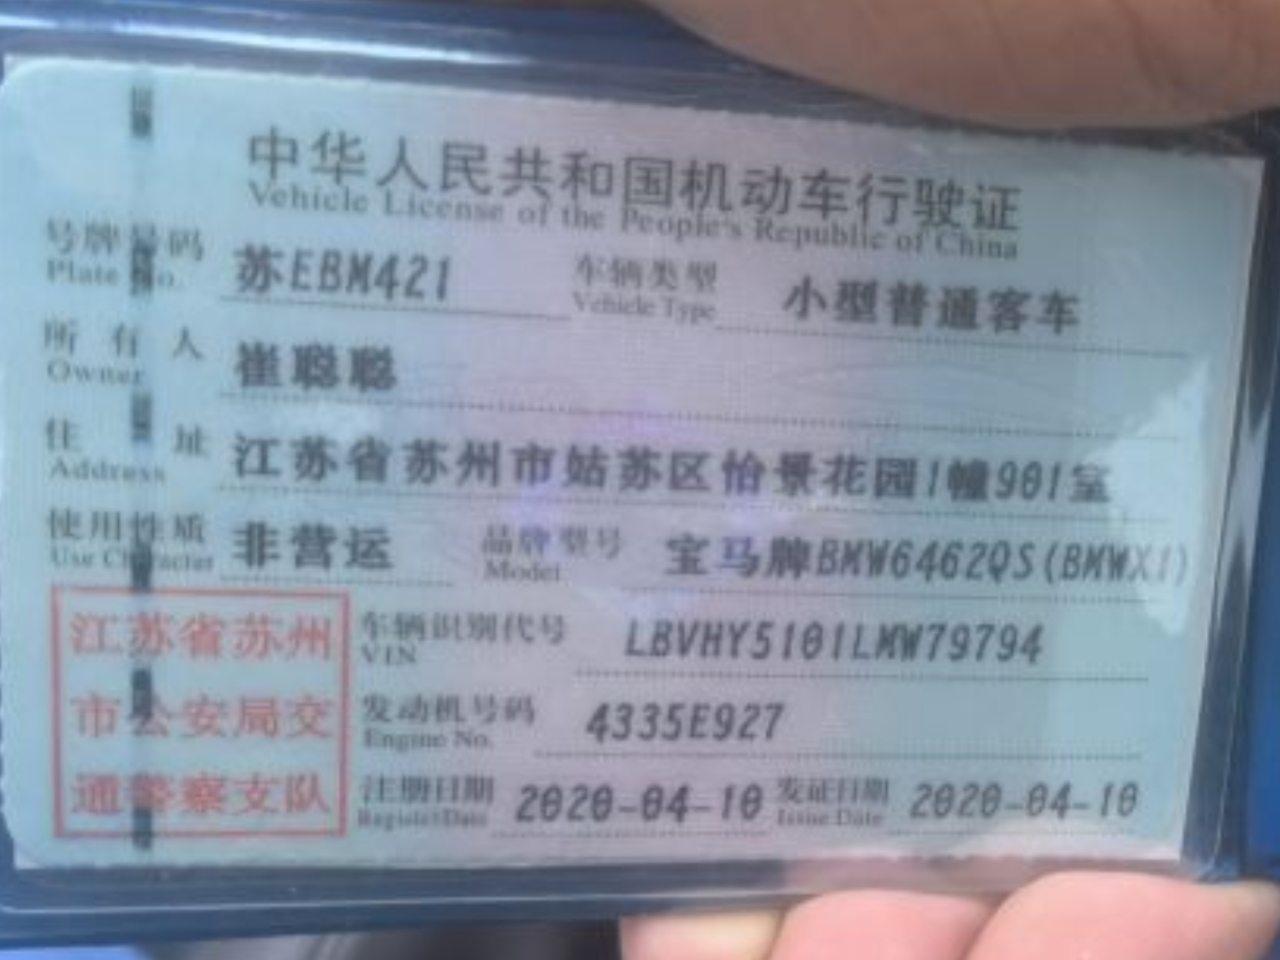 中华人民共和国机动车行驶证
Vehicle License of the People's Republic of China
号牌号码 苏EBM421 车辆类型 小型普通客车
Plate No. Vehicle Type
所有人 崔聪聪
Owner
住址 江苏省苏州市姑苏区怡景花园1幢901室
Address
使用性质 非营运 品牌型号 宝马牌BMW6462QS(BMWX1)
Use Character Model
江苏省苏州 车辆识别代号 LBVHY5101LMW79794
VIN
市公安局交 发动机号码 4335E927
Engine No.
通警察支队 注册日期 2020-04-10 发证日期 2020-04-10
Register Date Issue Date